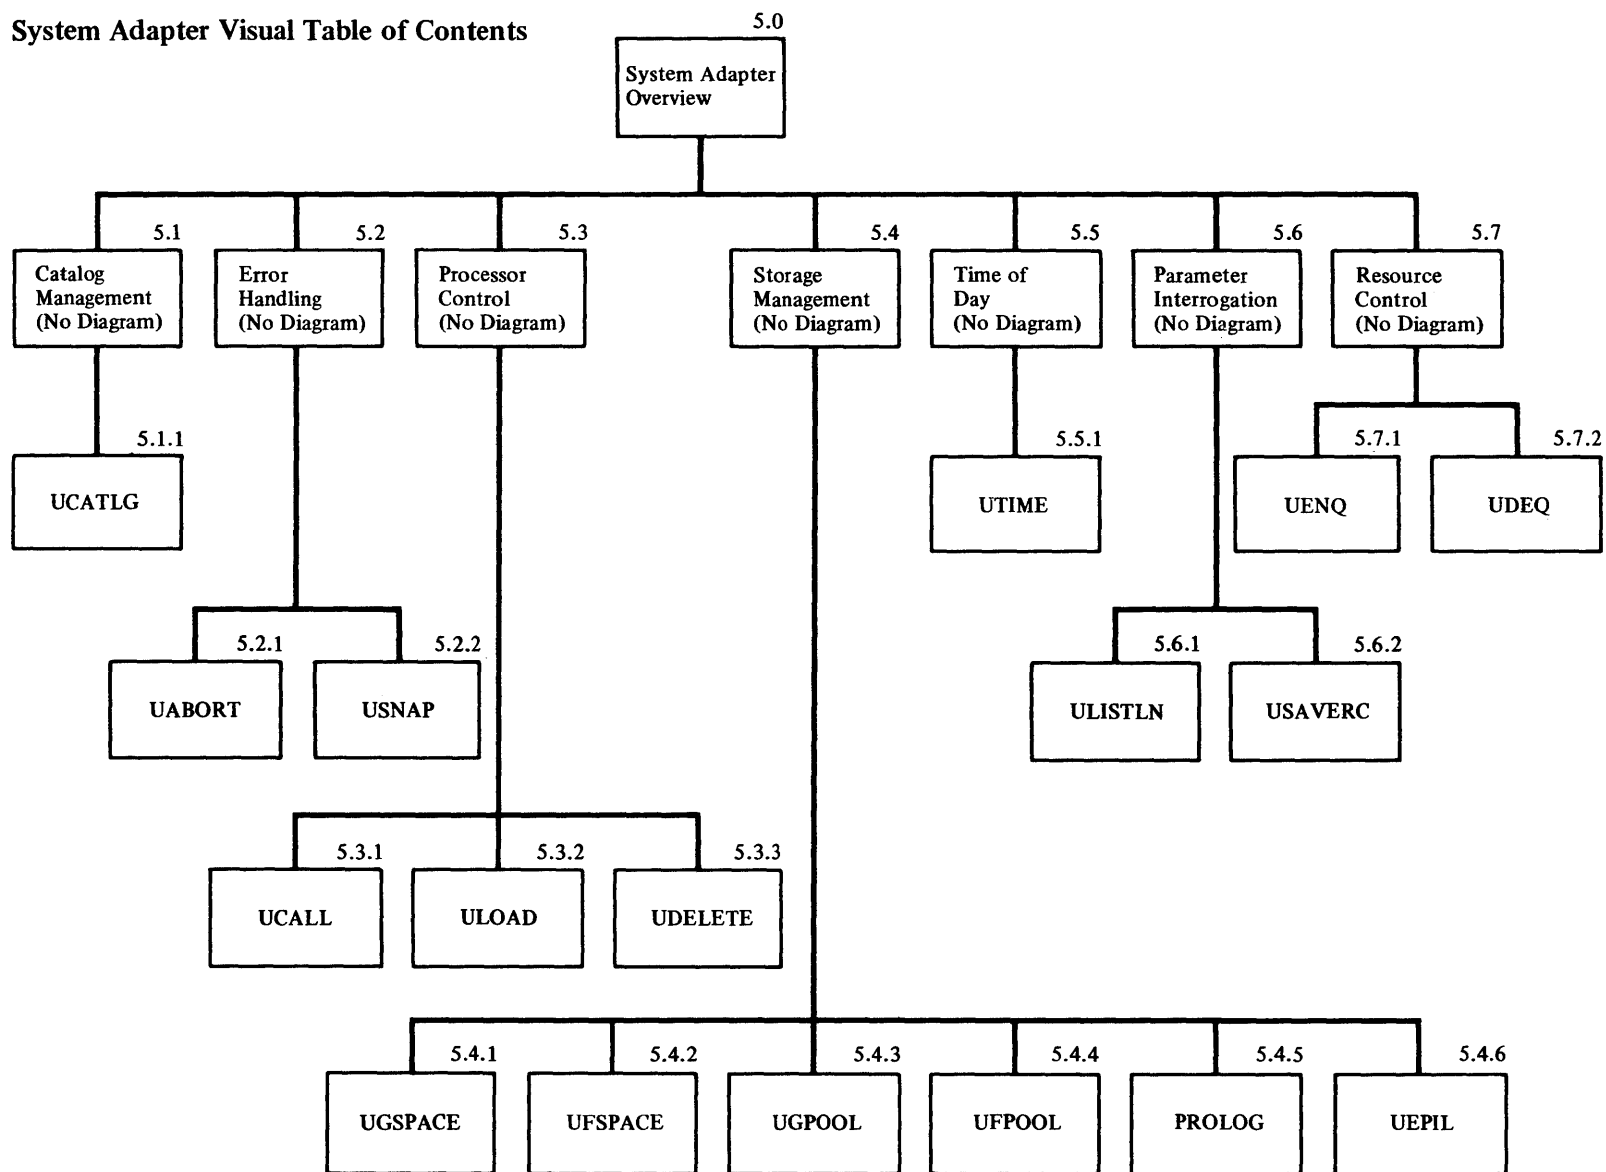 System Adapter Visual Table of Contents
5.0
System Adapter
Overview
5.1
Catalog
Management
(No Diagram)
5.2
Error
Handling
(No Diagram)
5.3
Processor
Control
(No Diagram)
5.4
Storage
Management
(No Diagram)
5.5
Time of
Day
(No Diagram)
5.6
Parameter
Interrogation
(No Diagram)
5.7
Resource
Control
(No Diagram)
5.1.1
UCATLG
5.5.1
UTIME
5.7.1
UENQ
5.7.2
UDEQ
5.2.1
UABORT
5.2.2
USNAP
5.6.1
ULISTLN
5.6.2
USAVERC
5.3.1
UCALL
5.3.2
ULOAD
5.3.3
UDELETE
5.4.1
UGSPACE
5.4.2
UFSPACE
5.4.3
UGPOOL
5.4.4
UFPOOL
5.4.5
PROLOG
5.4.6
UEPIL